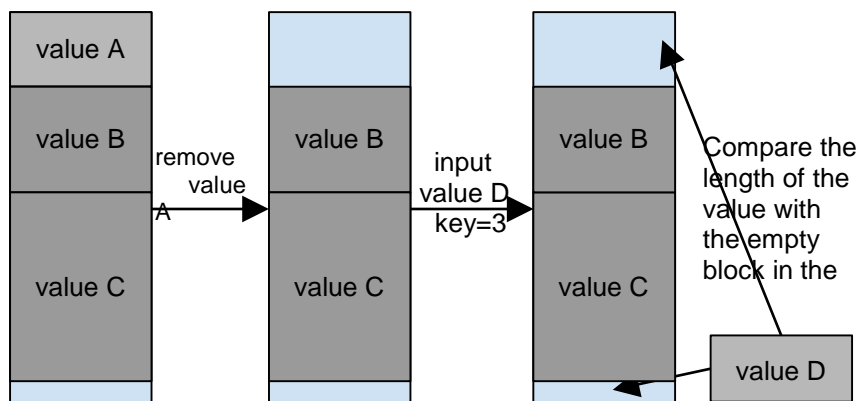 value A
value B
value C
remove
value
A
value B
value C
input
value D
key=3
value B
value C
Compare the
length of the
value with
the empty
block in the
value D